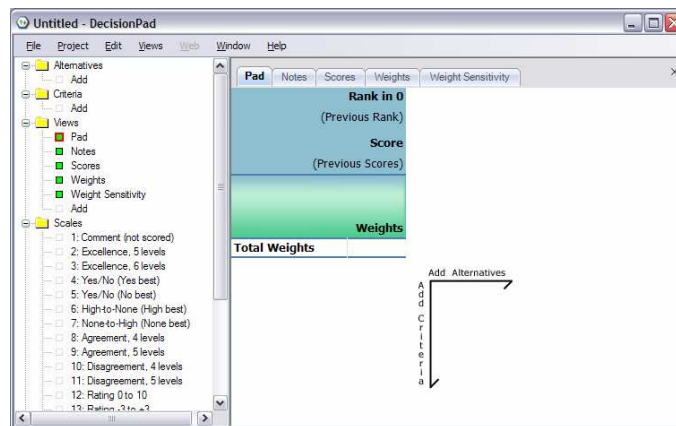 Untitled - DecisionPad
File Project Edit Views Web Window Help
Alternatives
Add
Criteria
Add
Views
Pad
Notes
Scores
Weights
Weight Sensitivity
Add
Scales
1: Comment (not scored)
2: Excellence, 5 levels
3: Excellence, 6 levels
4: Yes/No (Yes best)
5: Yes/No (No best)
6: High-to-None (High best)
7: None-to-High (None best)
8: Agreement, 4 levels
9: Agreement, 5 levels
10: Disagreement, 4 levels
11: Disagreement, 5 levels
12: Rating 0 to 10
13: Rating -3 to +3
Pad Notes Scores Weights Weight Sensitivity
Rank in 0
(Previous Rank)
Score
(Previous Scores)
Weights
Total Weights
Add Alternatives
Add Criteria